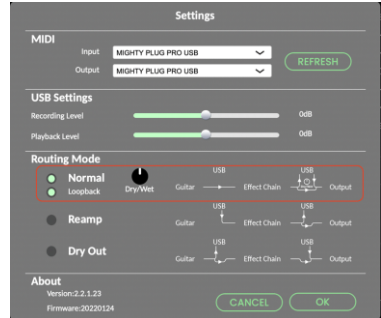 Settings
MIDI
Input MIGHTY PLUG PRO USB
REFRESH
Output MIGHTY PLUG PRO USB
USB Settings
Recording Level 0dB
Playback Level 0dB
Routing Mode
USB USB
Normal
Loopback Dry/Wet Guitar Effect Chain Output
USB USB
Reamp
Guitar Effect Chain Output
USB USB
Dry Out
Guitar Effect Chain Output
About
Version:2.2.1.23
Firmware:20220124
CANCEL OK